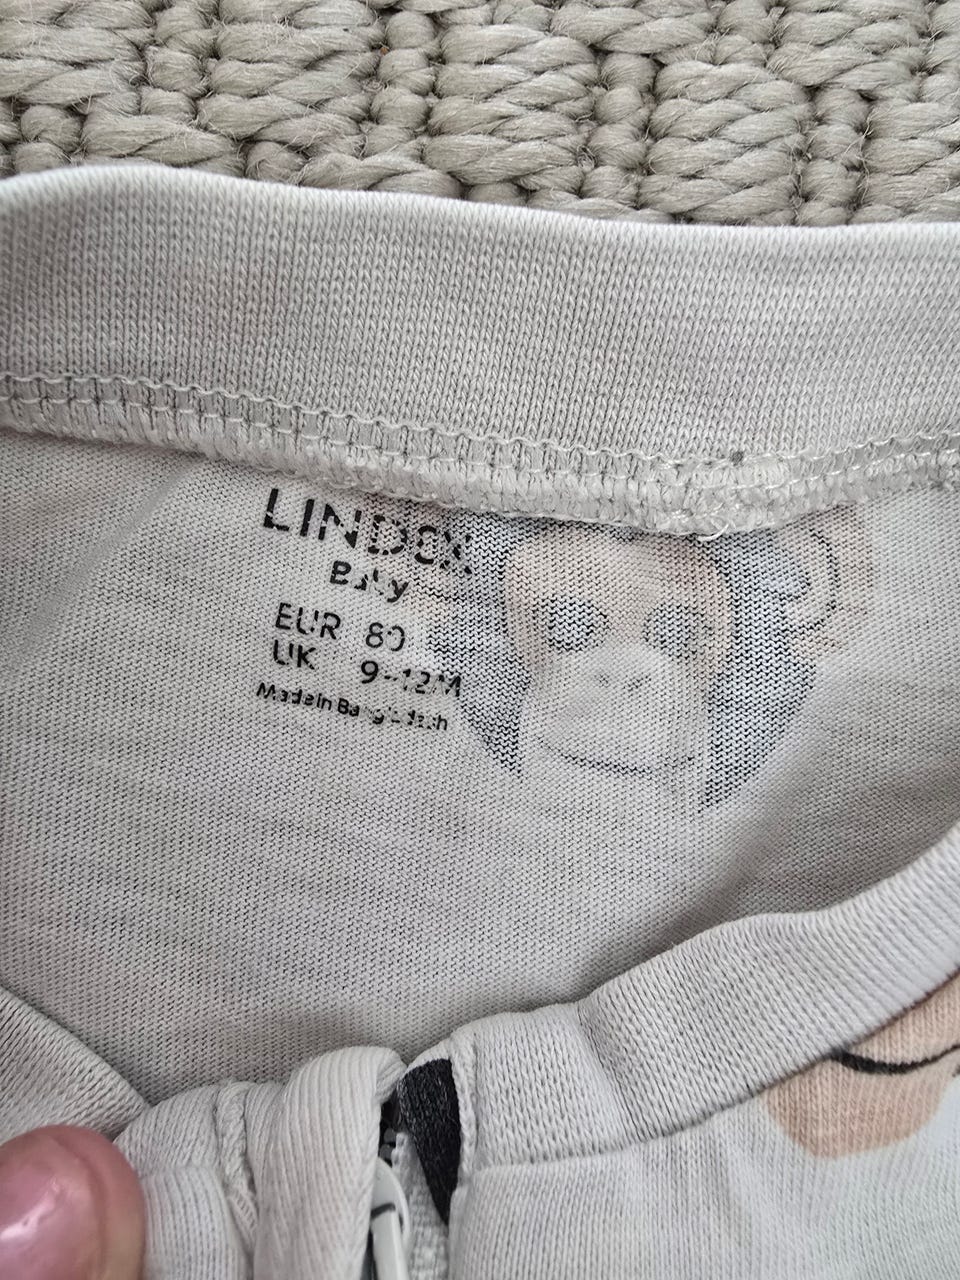 LINDEX
Baby
EUR 80
UK 9-12M
Made in Bangladesh